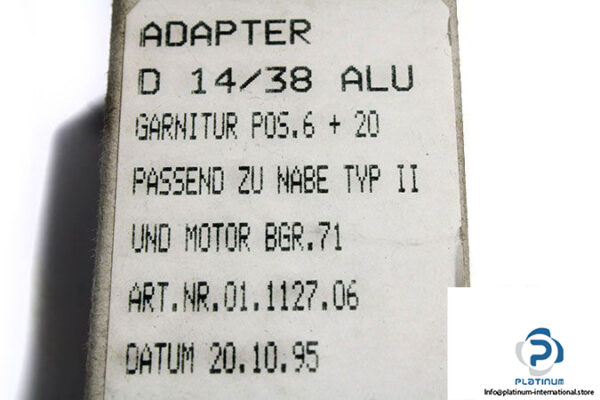 ADAPTER
D 14/38 ALU
GARNITUR POS.6 + 20
PASSEND ZU NABE TYP II
UND MOTOR BGR.71
ART.NR.01.1127.06
DATUM 20.10.95
PLATINUM
info@platinum-international.store